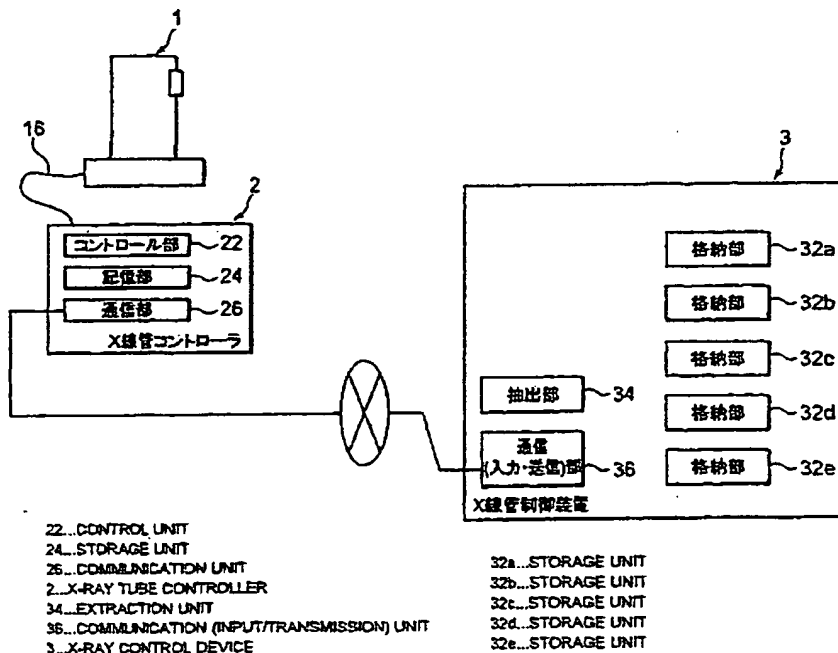 1
16
2
コントロール部 22
記憶部 24
通信部 26
X線管コントローラ
3
格納部 32a
格納部 32b
格納部 32c
格納部 32d
格納部 32e
抽出部 34
通信
(入力・送信)部 36
X線管制御装置
22...CONTROL UNIT
24...STORAGE UNIT
26...COMMUNICATION UNIT
2...X-RAY TUBE CONTROLLER
34...EXTRACTION UNIT
36...COMMUNICATION (INPUT/TRANSMISSION) UNIT
3...X-RAY CONTROL DEVICE
32a...STORAGE UNIT
32b...STORAGE UNIT
32c...STORAGE UNIT
32d...STORAGE UNIT
32e...STORAGE UNIT